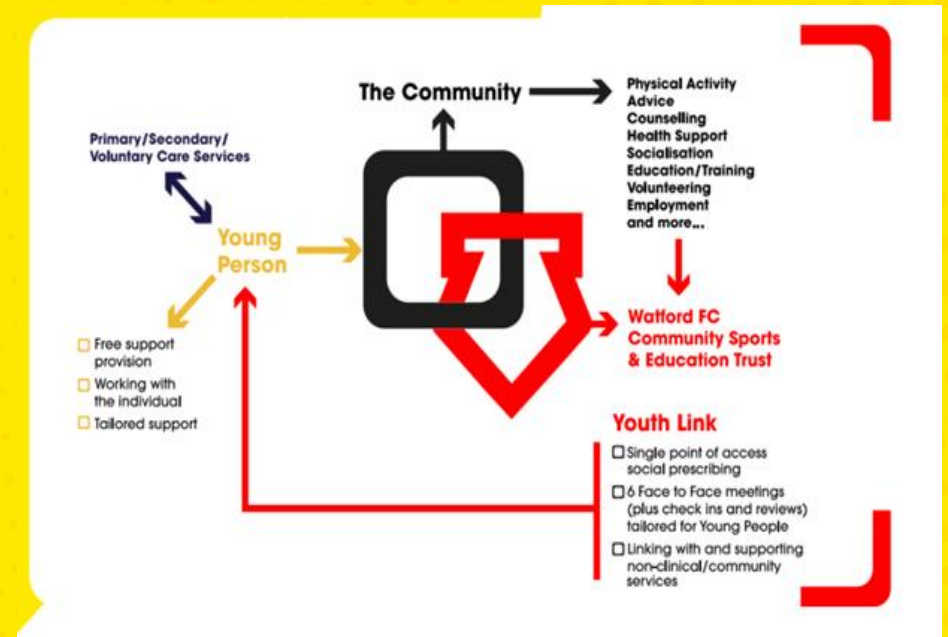 The Community
Physical Activity
Advice
Counselling
Health Support
Socialisation
Education/Training
Volunteering
Employment
and more...
Primary/Secondary/
Voluntary Care Services
Young
Person
Free support
provision
Working with
the individual
Tailored support
Watford FC
Community Sports
& Education Trust
Youth Link
Single point of access
social prescribing
6 Face to Face meetings
(plus check ins and reviews)
tailored for Young People
Linking with and supporting
non-clinical/community
services